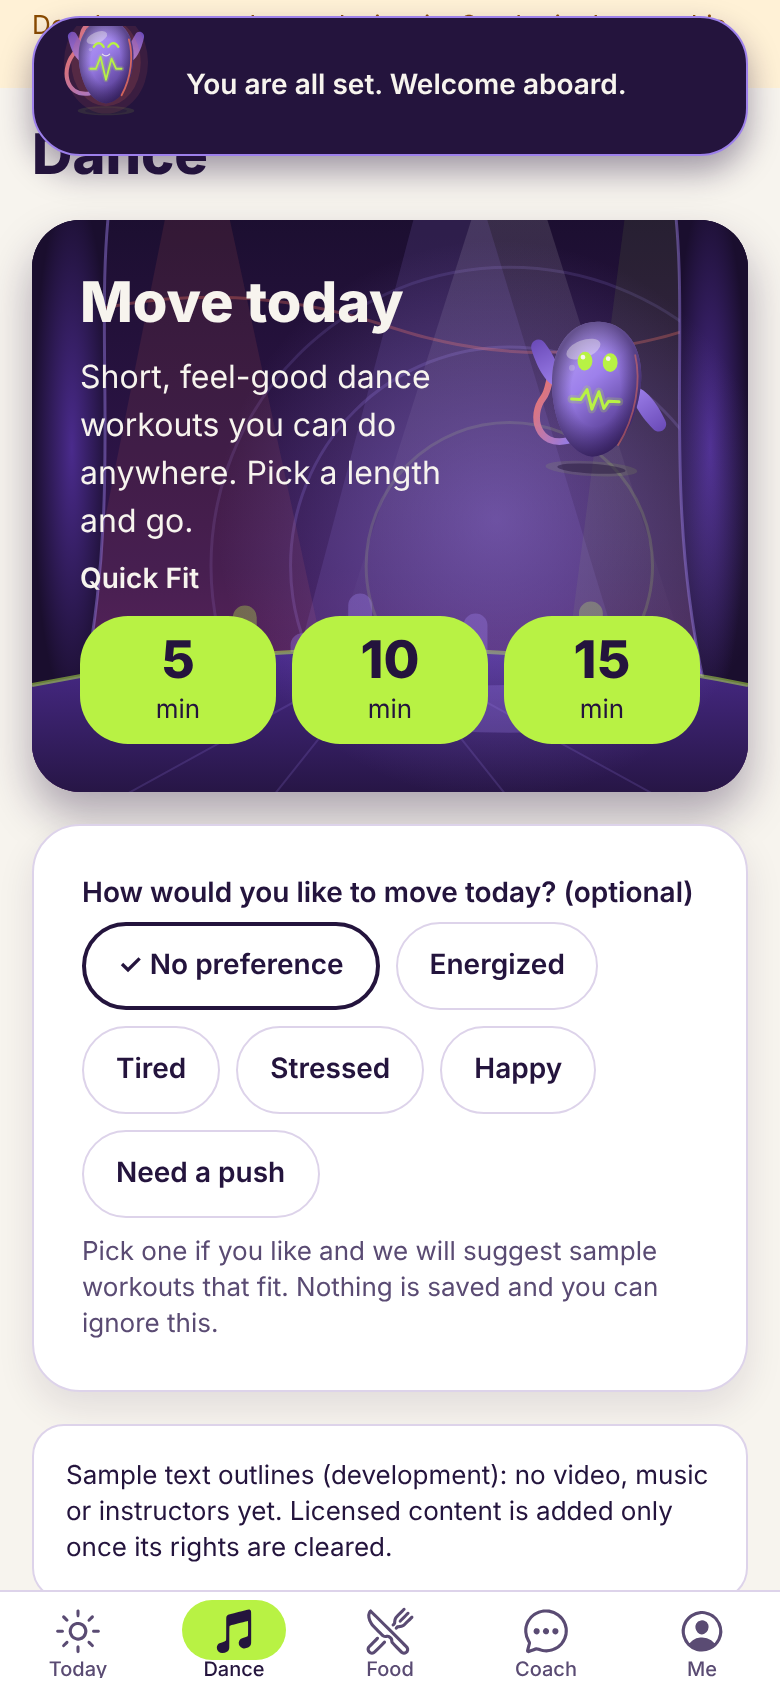 You are all set. Welcome aboard.
Dance
Move today
Short, feel-good dance
workouts you can do
anywhere. Pick a length
and go.
Quick Fit
5 10 15
min min min
How would you like to move today? (optional)
✓ No preference Energized
Tired Stressed Happy
Need a push
Pick one if you like and we will suggest sample
workouts that fit. Nothing is saved and you can
ignore this.
Sample text outlines (development): no video, music
or instructors yet. Licensed content is added only
once its rights are cleared.
Today Dance Food Coach Me